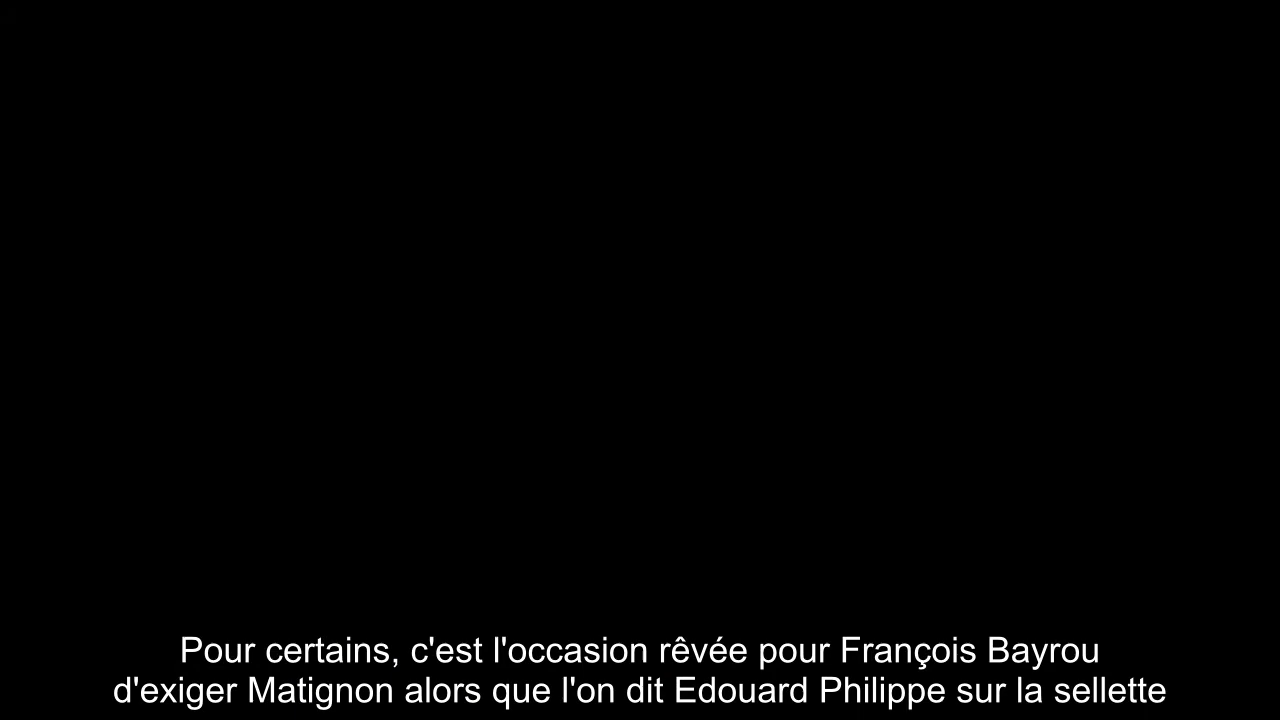 Pour certains, c'est l'occasion rêvée pour François Bayrou
d'exiger Matignon alors que l'on dit Edouard Philippe sur la sellette